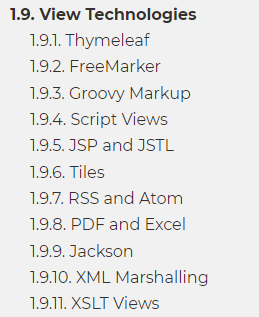 1.9. View Technologies
1.9.1. Thymeleaf
1.9.2. FreeMarker
1.9.3. Groovy Markup
1.9.4. Script Views
1.9.5. JSP and JSTL
1.9.6. Tiles
1.9.7. RSS and Atom
1.9.8. PDF and Excel
1.9.9. Jackson
1.9.10. XML Marshalling
1.9.11. XSLT Views